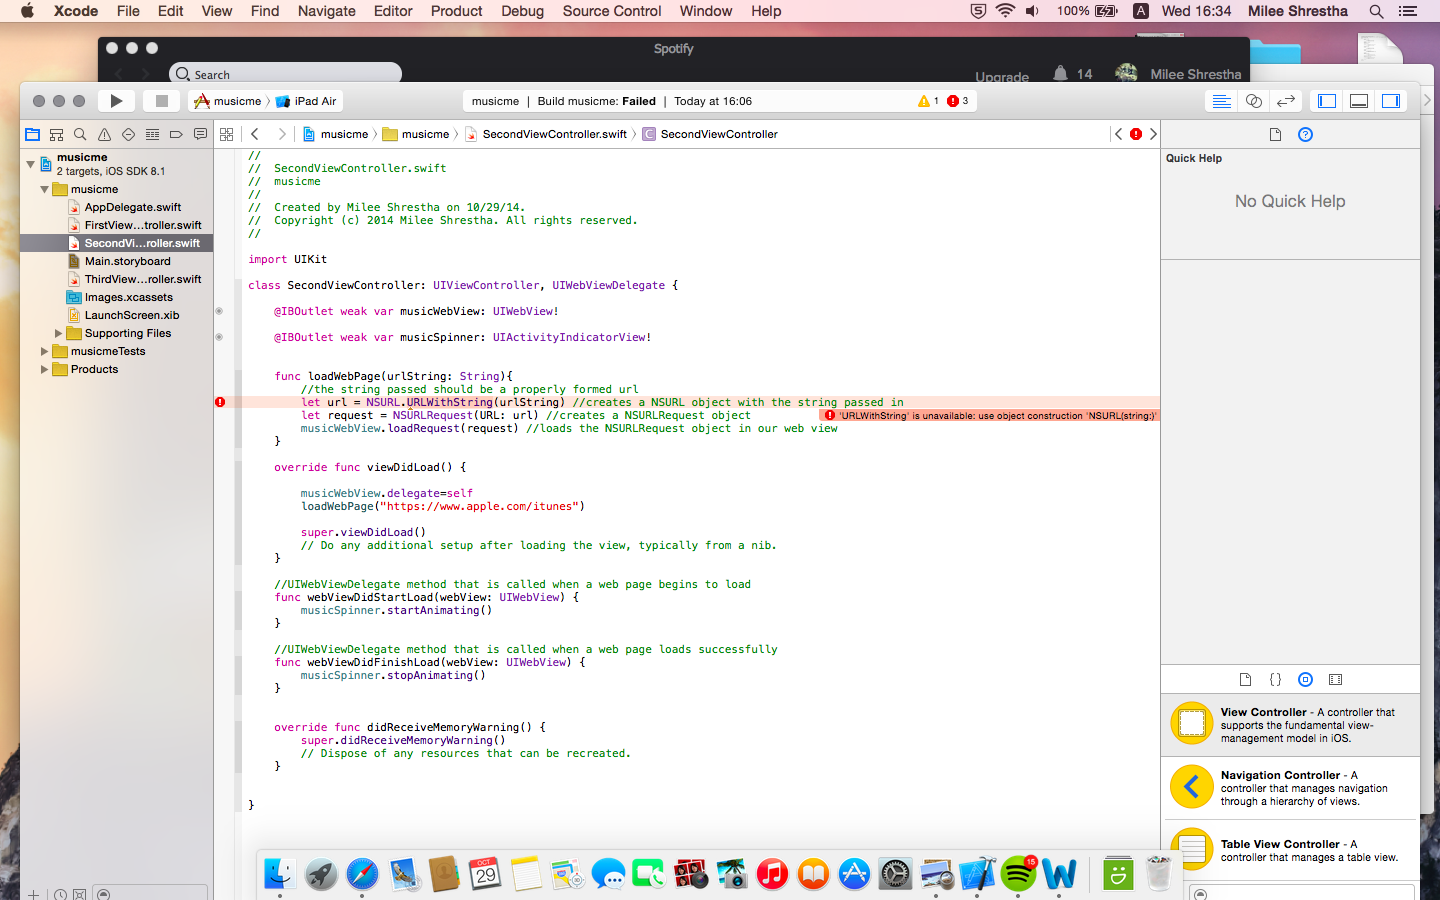 Xcode File Edit View Find Navigate Editor Product Debug Source Control Window Help 100% A Wed 16:34 Milee Shrestha
Spotify
Search
Upgrade 14 Milee Shrestha
musicme iPad Air
musicme | Build musicme: Failed | Today at 16:06 1 3
musicme musicme SecondViewController.swift C SecondViewController
musicme
2 targets, iOS SDK 8.1
musicme
AppDelegate.swift
FirstView...troller.swift
SecondVi...roller.swift
Main.storyboard
ThirdView...roller.swift
Images.xcassets
LaunchScreen.xib
Supporting Files
musicmeTests
Products
//
// SecondViewController.swift
// musicme
//
// Created by Milee Shrestha on 10/29/14.
// Copyright (c) 2014 Milee Shrestha. All rights reserved.
//
import UIKit
class SecondViewController: UIViewController, UIWebViewDelegate {
@IBOutlet weak var musicWebView: UIWebView!
@IBOutlet weak var musicSpinner: UIActivityIndicatorView!
func loadWebPage(urlString: String){
//the string passed should be a properly formed url
let url = NSURL.URLWithString(urlString) //creates a NSURL object with the string passed in
let request = NSURLRequest(URL: url) //creates a NSURLRequest object
'URLWithString' is unavailable: use object construction 'NSURL(string:)'
musicWebView.loadRequest(request) //loads the NSURLRequest object in our web view
}
override func viewDidLoad() {
musicWebView.delegate=self
loadWebPage("https://www.apple.com/itunes")
super.viewDidLoad()
// Do any additional setup after loading the view, typically from a nib.
}
//UIWebViewDelegate method that is called when a web page begins to load
func webViewDidStartLoad(webView: UIWebView) {
musicSpinner.startAnimating()
}
//UIWebViewDelegate method that is called when a web page loads successfully
func webViewDidFinishLoad(webView: UIWebView) {
musicSpinner.stopAnimating()
}
override func didReceiveMemoryWarning() {
super.didReceiveMemoryWarning()
// Dispose of any resources that can be recreated.
}
}
Quick Help
No Quick Help
{}
View Controller - A controller that
supports the fundamental view-
management model in iOS.
Navigation Controller - A
controller that manages navigation
through a hierarchy of views.
Table View Controller - A
controller that manages a table view.
OCT
29
15